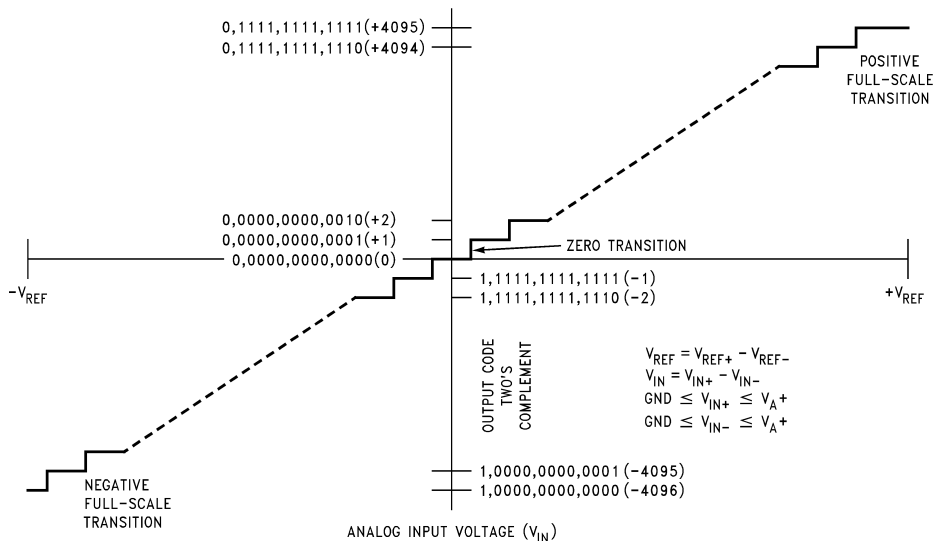 0,1111,1111,1111(+4095)
0,1111,1111,1110(+4094)
POSITIVE
FULL-SCALE
TRANSITION
0,0000,0000,0010(+2)
0,0000,0000,0001(+1)
0,0000,0000,0000(0)
ZERO TRANSITION
-VREF
+VREF
1,1111,1111,1111(-1)
1,1111,1111,1110(-2)
OUTPUT CODE
TWO'S
COMPLEMENT
VREF = VREF+ - VREF-
VIN = VIN+ - VIN-
GND ≤ VIN+ ≤ VA+
GND ≤ VIN- ≤ VA+
1,0000,0000,0001(-4095)
1,0000,0000,0000(-4096)
NEGATIVE
FULL-SCALE
TRANSITION
ANALOG INPUT VOLTAGE (VIN)